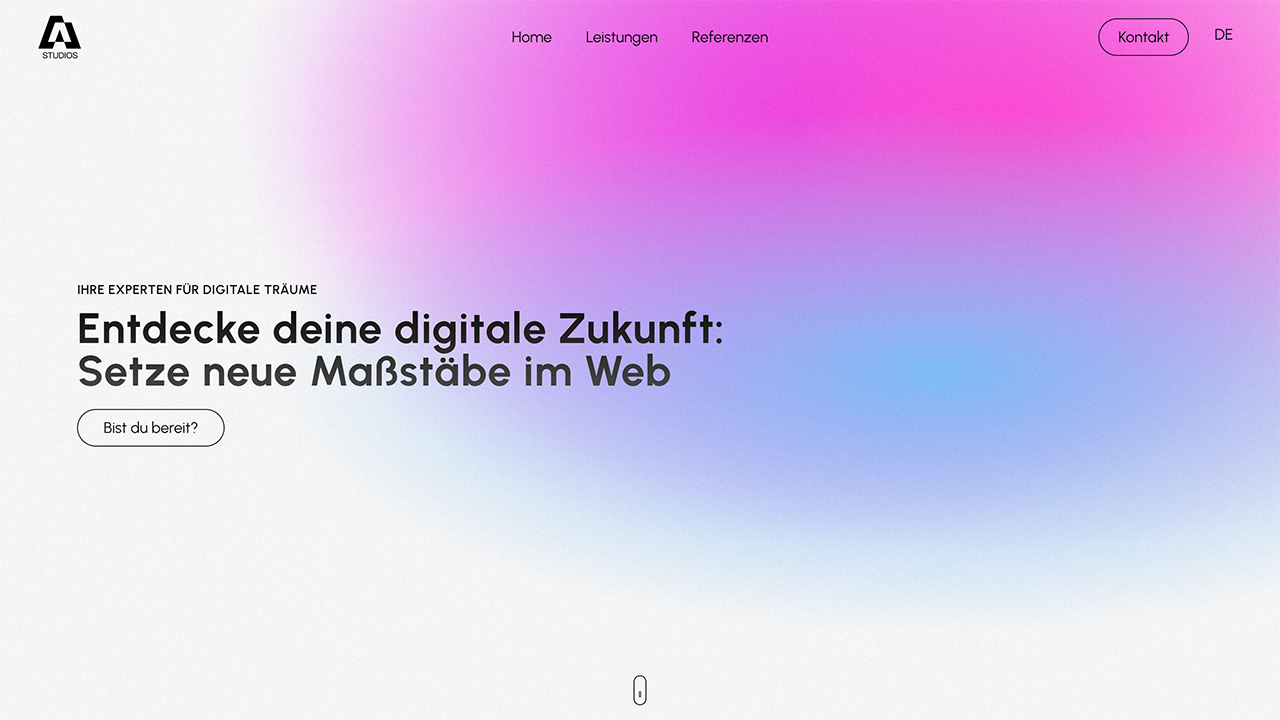 STUDIOS
Home Leistungen Referenzen Kontakt DE
IHRE EXPERTEN FÜR DIGITALE TRÄUME
Entdecke deine digitale Zukunft:
Setze neue Maßstäbe im Web
Bist du bereit?